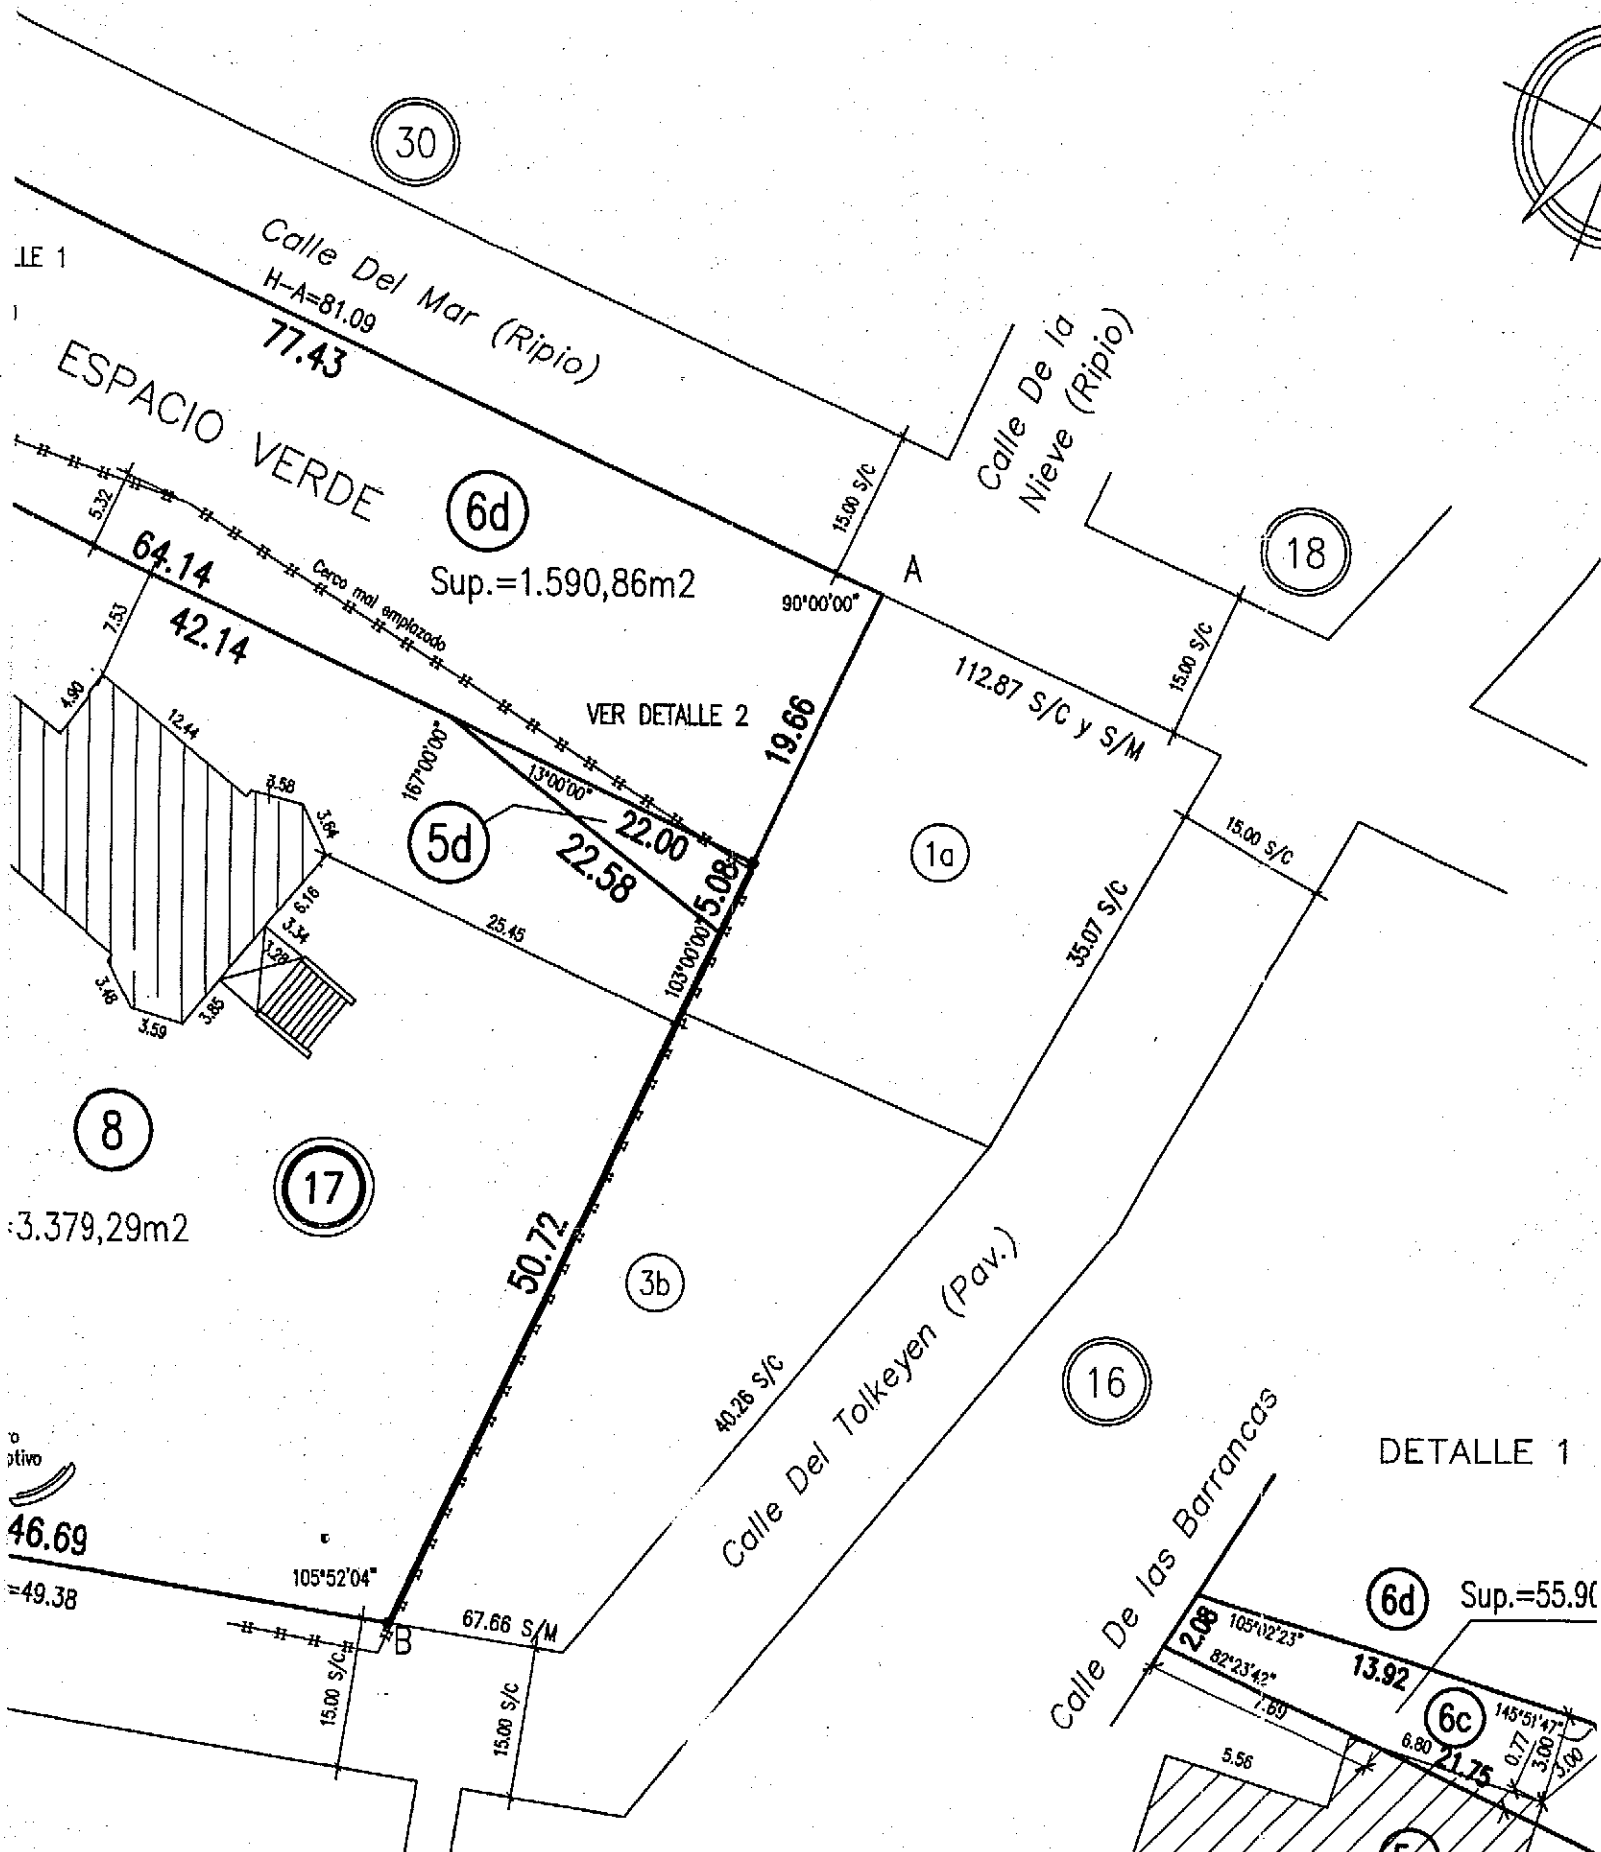 30
Calle Del Mar (Ripio)
H-A=81.09
77.43
LLE 1
ESPACIO VERDE
6d
Sup.=1.590,86m2
Calle De la
Nieve (Ripio)
15.00 S/C
A
90°00'00"
18
15.00 S/C
112.87 S/C y S/M
5.32
64.14
Cerco mal emplazado
7.53
42.14
4.90
12.44
VER DETALLE 2
19.66
167°00'00"
13°00'00"
3.58
3.64
5d
22.00
22.58
5.08
1a
15.00 S/C
35.07 S/C
6.16
25.45
3.34
3.28
103°00'00"
3.48
3.59
3.85
8
17
=3.379,29m2
50.72
3b
40.26 S/C
Calle Del Tolkeyen (Pav.)
16
ptivo
46.69
=49.38
105°52'04"
B
67.66 S/M
15.00 S/C
15.00 S/C
DETALLE 1
Calle De las Barrancas
6d
Sup.=55.90
2.08
105°02'23"
13.92
82°23'42"
7.69
6c
145°51'47"
6.80
21.75
0.77
3.00
3.00
5.56